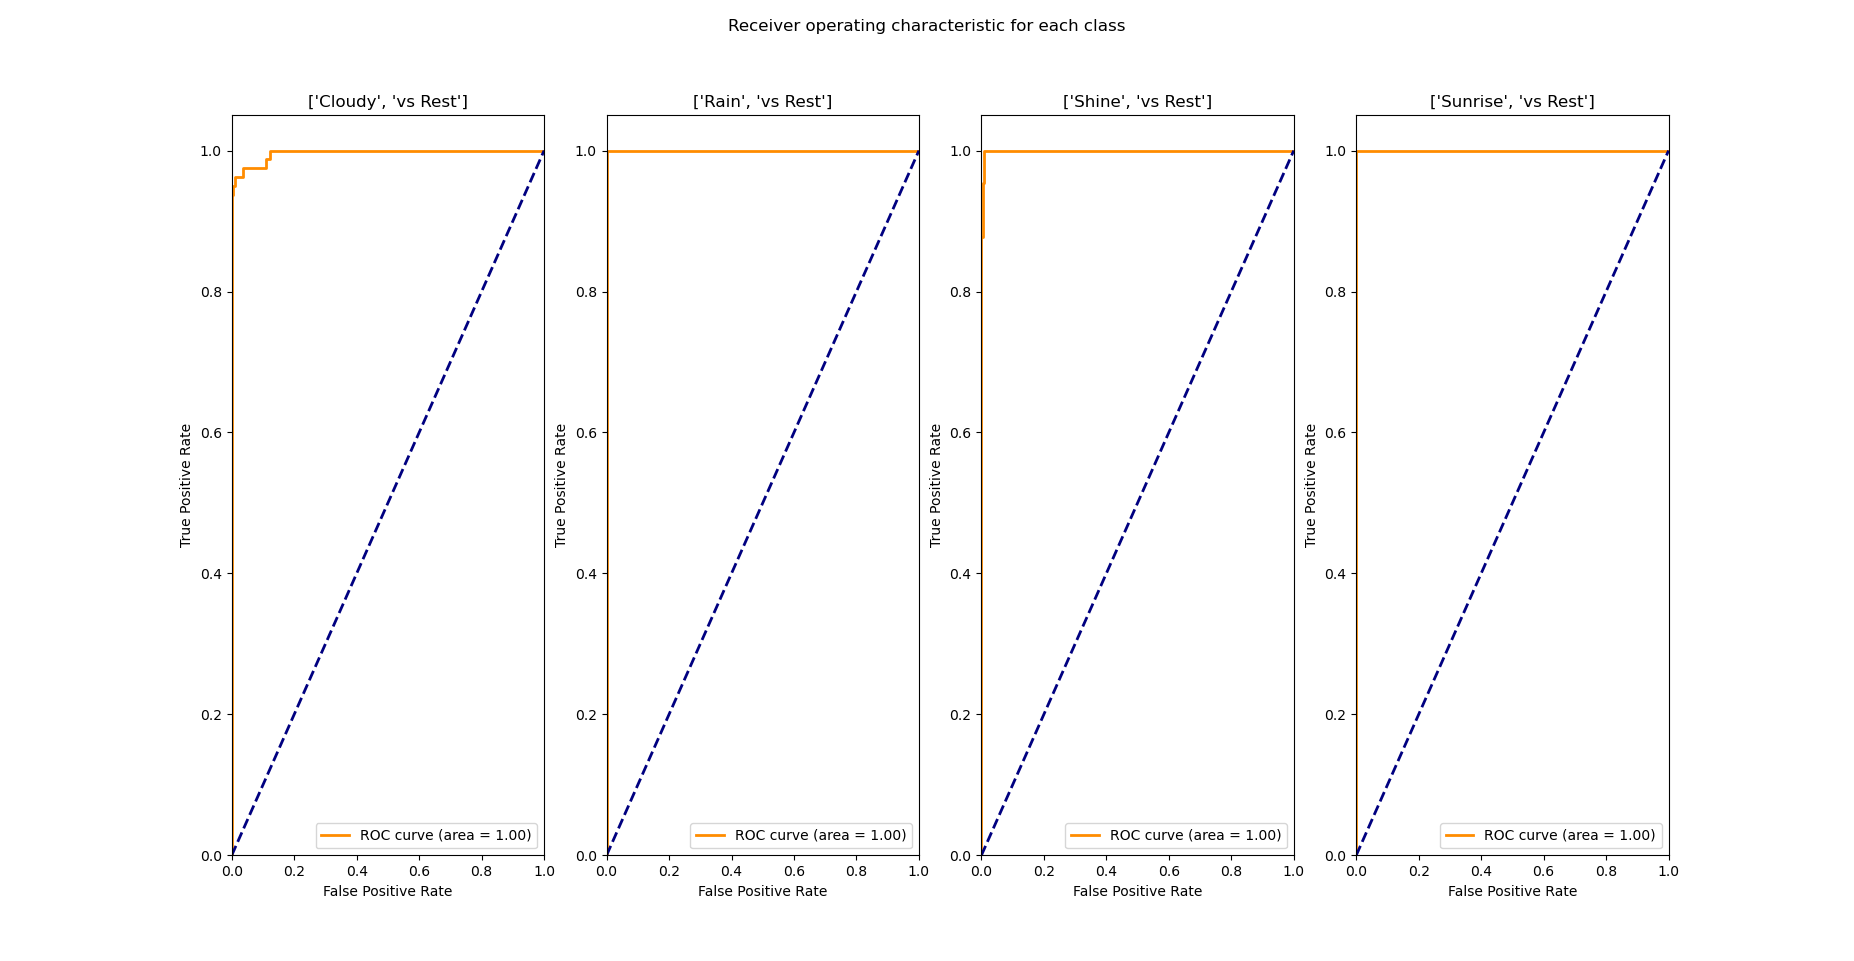 Receiver operating characteristic for each class
['Cloudy', 'vs Rest']
1.0
0.8
0.6
0.4
0.2
0.0
True Positive Rate
0.0 0.2 0.4 0.6 0.8 1.0
False Positive Rate
ROC curve (area = 1.00)
['Rain', 'vs Rest']
1.0
0.8
0.6
0.4
0.2
0.0
True Positive Rate
0.0 0.2 0.4 0.6 0.8 1.0
False Positive Rate
ROC curve (area = 1.00)
['Shine', 'vs Rest']
1.0
0.8
0.6
0.4
0.2
0.0
True Positive Rate
0.0 0.2 0.4 0.6 0.8 1.0
False Positive Rate
ROC curve (area = 1.00)
['Sunrise', 'vs Rest']
1.0
0.8
0.6
0.4
0.2
0.0
True Positive Rate
0.0 0.2 0.4 0.6 0.8 1.0
False Positive Rate
ROC curve (area = 1.00)